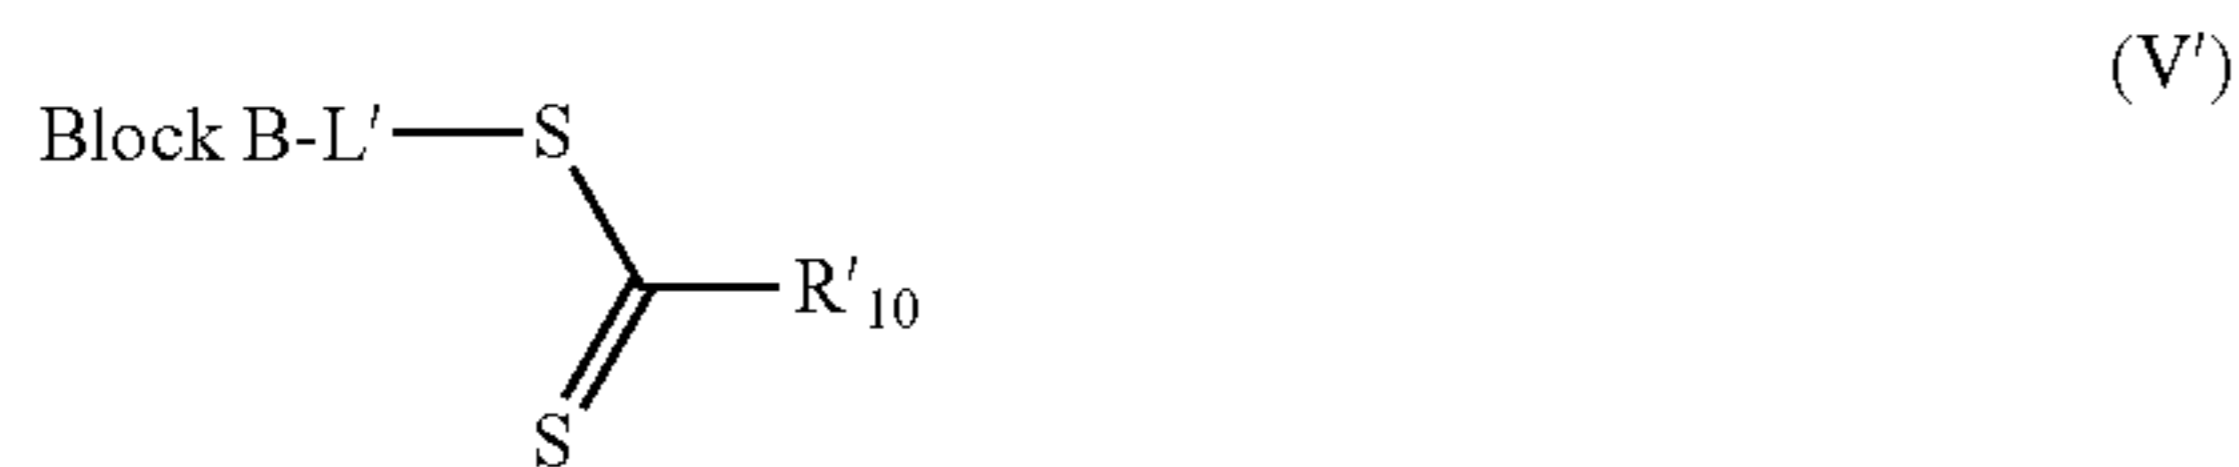 (V′)
Block B-L′
S
R′10
S